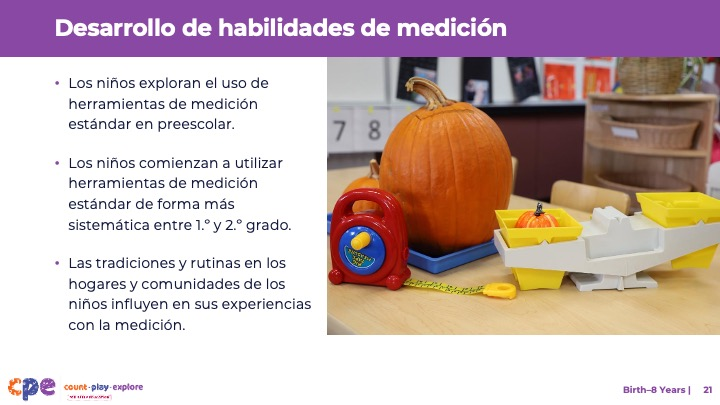 Desarrollo de habilidades de medición
• Los niños exploran el uso de
herramientas de medición
estándar en preescolar.
• Los niños comienzan a utilizar
herramientas de medición
estándar de forma más
sistemática entre 1.º y 2.º grado.
• Las tradiciones y rutinas en los
hogares y comunidades de los
niños influyen en sus experiencias
con la medición.
7 8
cpe count·play·explore
Birth–8 Years | 21